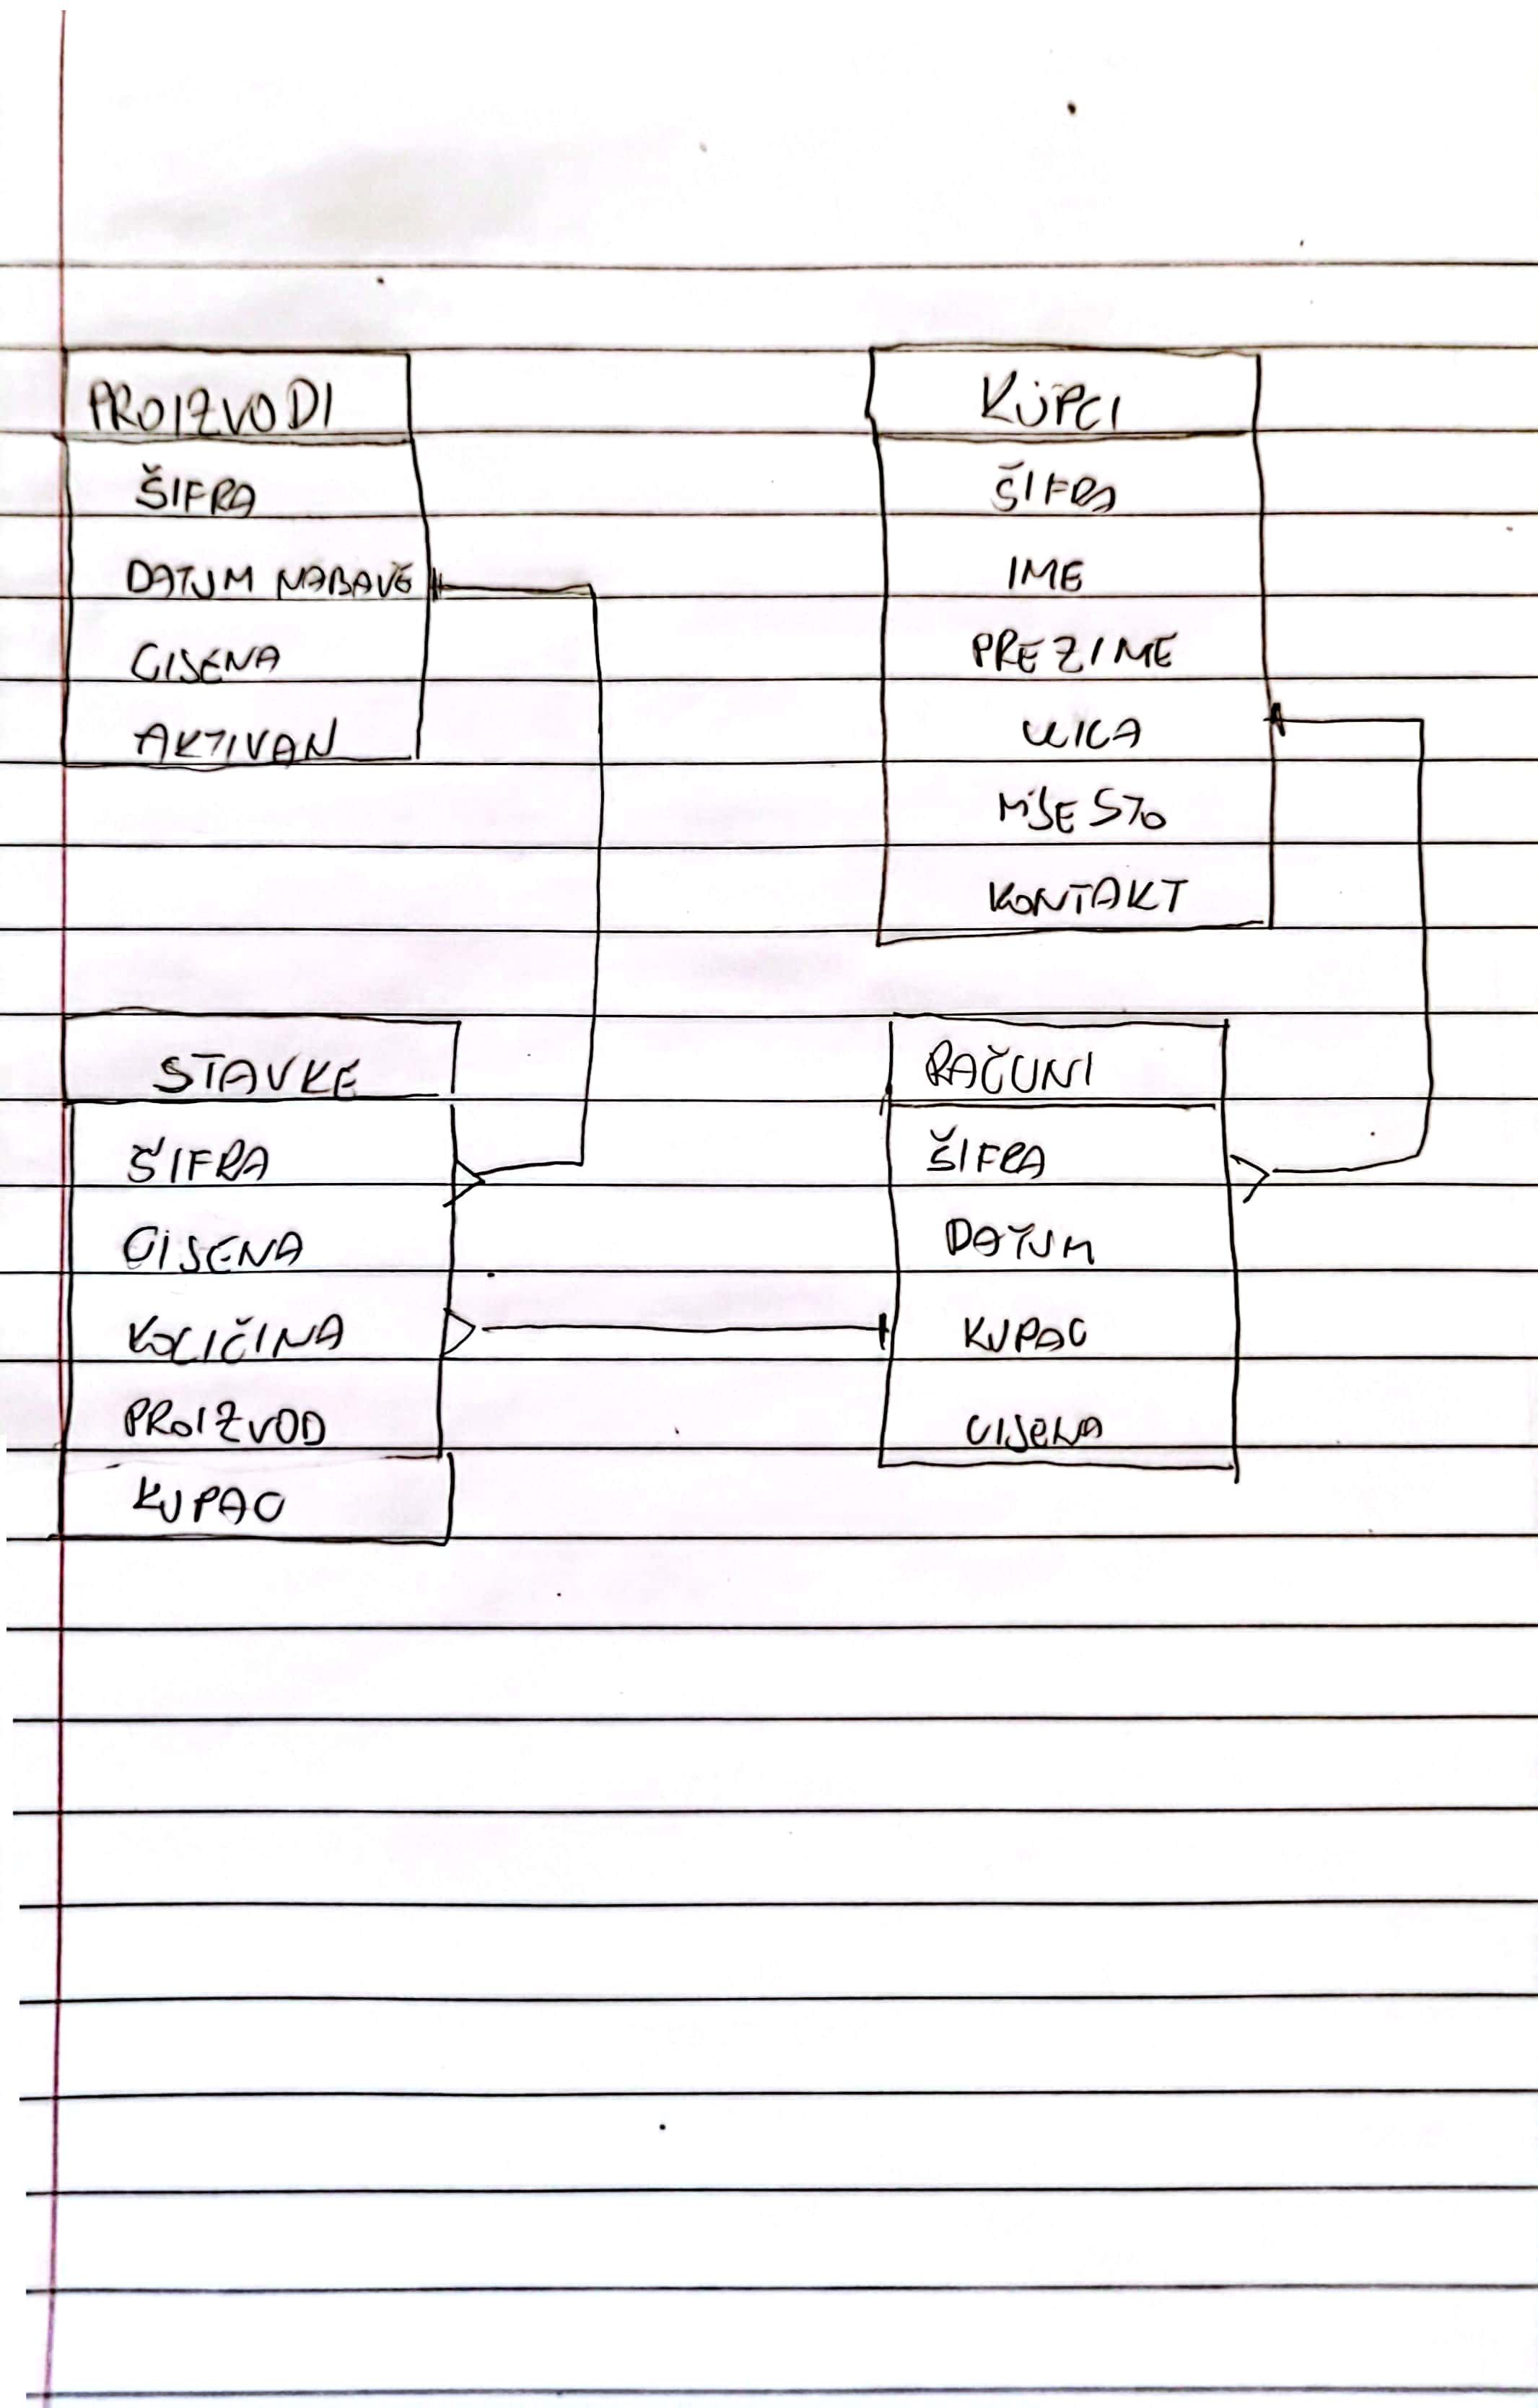 PROIZVODI
ŠIFRA
DATUM NABAVE
CIJENA
AKTIVAN
KUPCI
ŠIFRA
IME
PREZIME
ULICA
MJESTO
KONTAKT
STAVKE
ŠIFRA
CIJENA
KOLIČINA
PROIZVOD
KUPAC
RAČUNI
ŠIFRA
DATUM
KUPAC
CIJENA